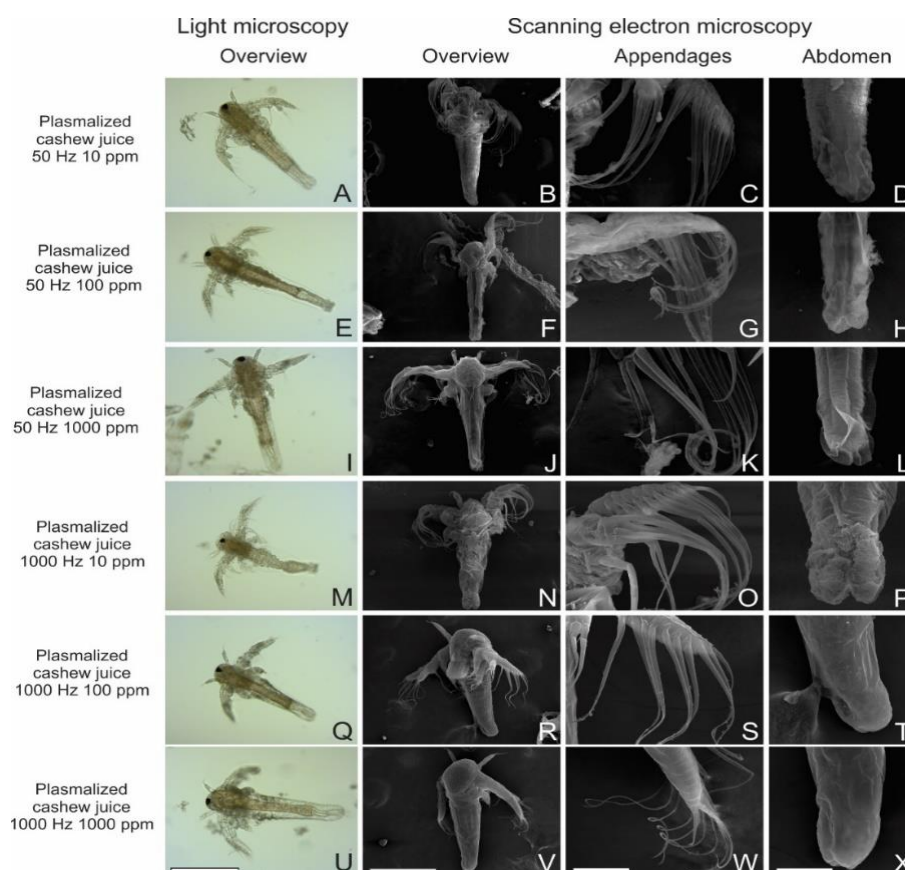 Light microscopy
Scanning electron microscopy
Overview
Overview
Appendages
Abdomen
Plasmalized
cashew juice
50 Hz 10 ppm
A
B
C
D
Plasmalized
cashew juice
50 Hz 100 ppm
E
F
G
H
Plasmalized
cashew juice
50 Hz 1000 ppm
I
J
K
L
Plasmalized
cashew juice
1000 Hz 10 ppm
M
N
O
P
Plasmalized
cashew juice
1000 Hz 100 ppm
Q
R
S
T
Plasmalized
cashew juice
1000 Hz 1000 ppm
U
V
W
X